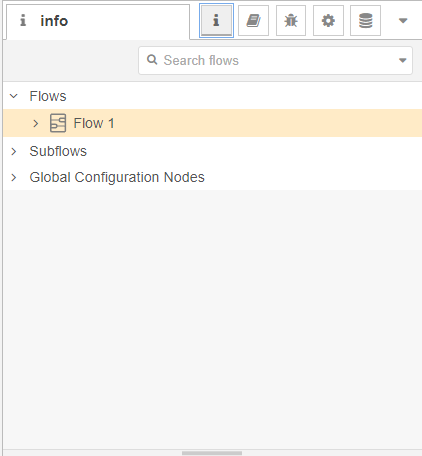 info
Search flows
Flows
Flow 1
Subflows
Global Configuration Nodes